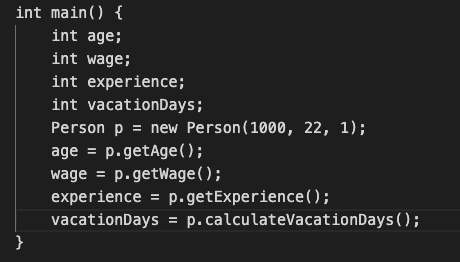 int main() {
    int age;
    int wage;
    int experience;
    int vacationDays;
    Person p = new Person(1000, 22, 1);
    age = p.getAge();
    wage = p.getWage();
    experience = p.getExperience();
    vacationDays = p.calculateVacationDays();
}